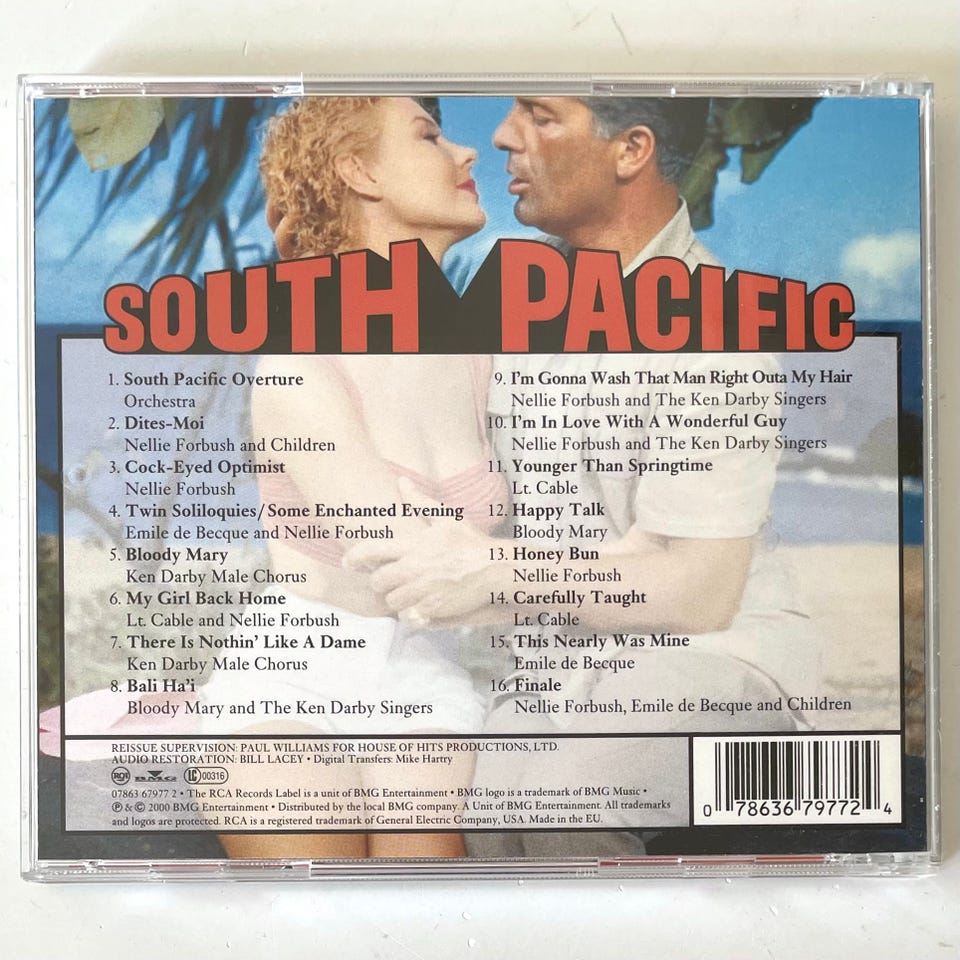 SOUTH PACIFIC
1. South Pacific Overture
Orchestra
2. Dites-Moi
Nellie Forbush and Children
3. Cock-Eyed Optimist
Nellie Forbush
4. Twin Soliloquies/Some Enchanted Evening
Emile de Becque and Nellie Forbush
5. Bloody Mary
Ken Darby Male Chorus
6. My Girl Back Home
Lt. Cable and Nellie Forbush
7. There Is Nothin' Like A Dame
Ken Darby Male Chorus
8. Bali Ha'i
Bloody Mary and The Ken Darby Singers
9. I'm Gonna Wash That Man Right Outa My Hair
Nellie Forbush and The Ken Darby Singers
10. I'm In Love With A Wonderful Guy
Nellie Forbush and The Ken Darby Singers
11. Younger Than Springtime
Lt. Cable
12. Happy Talk
Bloody Mary
13. Honey Bun
Nellie Forbush
14. Carefully Taught
Lt. Cable
15. This Nearly Was Mine
Emile de Becque
16. Finale
Nellie Forbush, Emile de Becque and Children
REISSUE SUPERVISION: PAUL WILLIAMS FOR HOUSE OF HITS PRODUCTIONS, LTD.
AUDIO RESTORATION: BILL LACEY • Digital Transfers: Mike Hartry
RCA BMG LC 00316
07863 67977 2 • The RCA Records Label is a unit of BMG Entertainment • BMG logo is a trademark of BMG Music •
℗ & © 2000 BMG Entertainment • Distributed by the local BMG company. A Unit of BMG Entertainment. All trademarks
and logos are protected. RCA is a registered trademark of General Electric Company, USA. Made in the EU.
0 78636 79772 4